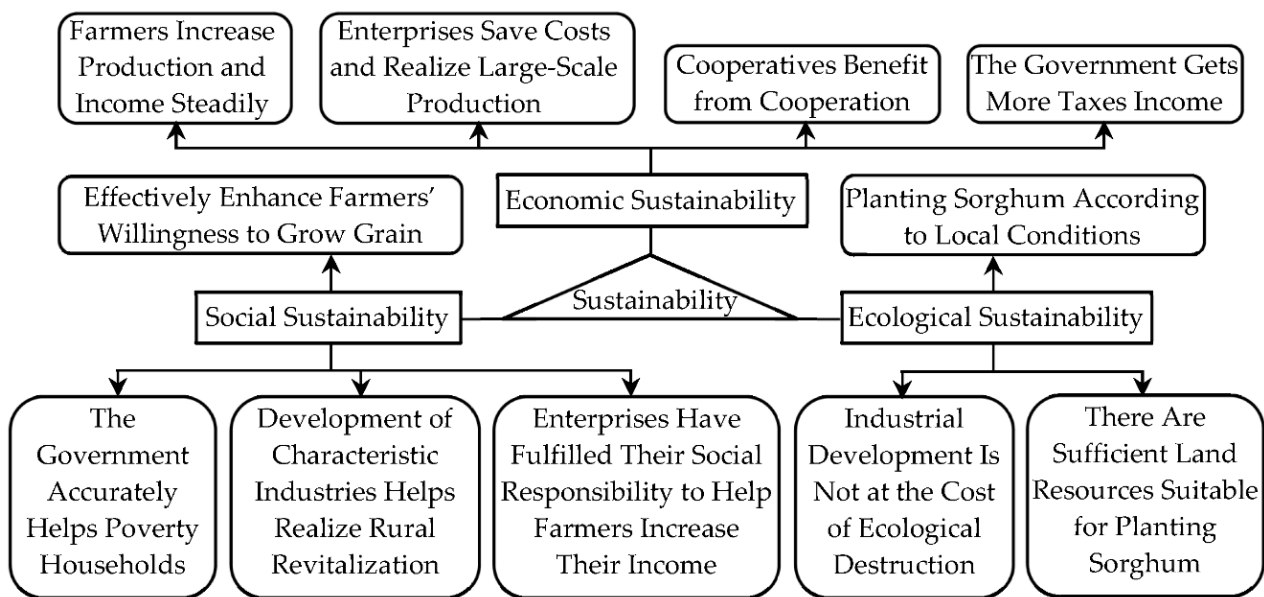 Farmers Increase
Production and
Income Steadily
Enterprises Save Costs
and Realize Large-Scale
Production
Cooperatives Benefit
from Cooperation
The Government Gets
More Taxes Income
Effectively Enhance Farmers’
Willingness to Grow Grain
Economic Sustainability
Planting Sorghum According
to Local Conditions
Social Sustainability
Sustainability
Ecological Sustainability
The
Government
Accurately
Helps Poverty
Households
Development of
Characteristic
Industries Helps
Realize Rural
Revitalization
Enterprises Have
Fulfilled Their Social
Responsibility to Help
Farmers Increase
Their Income
Industrial
Development Is
Not at the Cost
of Ecological
Destruction
There Are
Sufficient Land
Resources Suitable
for Planting
Sorghum